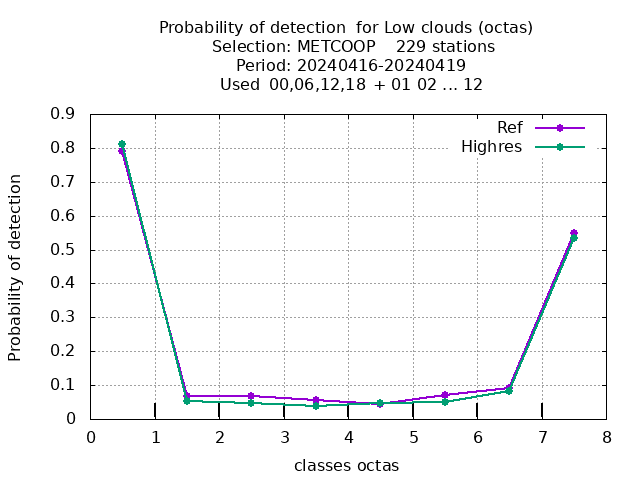 Probability of detection  for Low clouds (octas)
Selection: METCOOP    229 stations
Period: 20240416-20240419
Used  00,06,12,18  + 01 02 ... 12
Ref
Highres
0.9
0.8
0.7
0.6
0.5
0.4
0.3
0.2
0.1
0
Probability of detection
0 1 2 3 4 5 6 7 8
classes octas